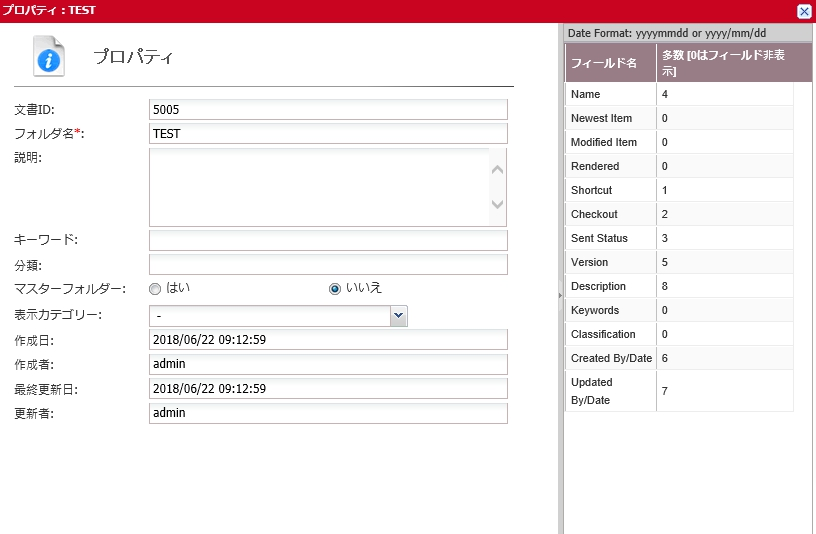 プロパティ : TEST
プロパティ
文書ID: 5005
フォルダ名*: TEST
説明:
キーワード:
分類:
マスターフォルダー: はい いいえ
表示カテゴリー: -
作成日: 2018/06/22 09:12:59
作成者: admin
最終更新日: 2018/06/22 09:12:59
更新者: admin
Date Format: yyyymmdd or yyyy/mm/dd
フィールド名 多数 [0はフィールド非表
示]
Name 4
Newest Item 0
Modified Item 0
Rendered 0
Shortcut 1
Checkout 2
Sent Status 3
Version 5
Description 8
Keywords 0
Classification 0
Created By/Date 6
Updated
By/Date 7